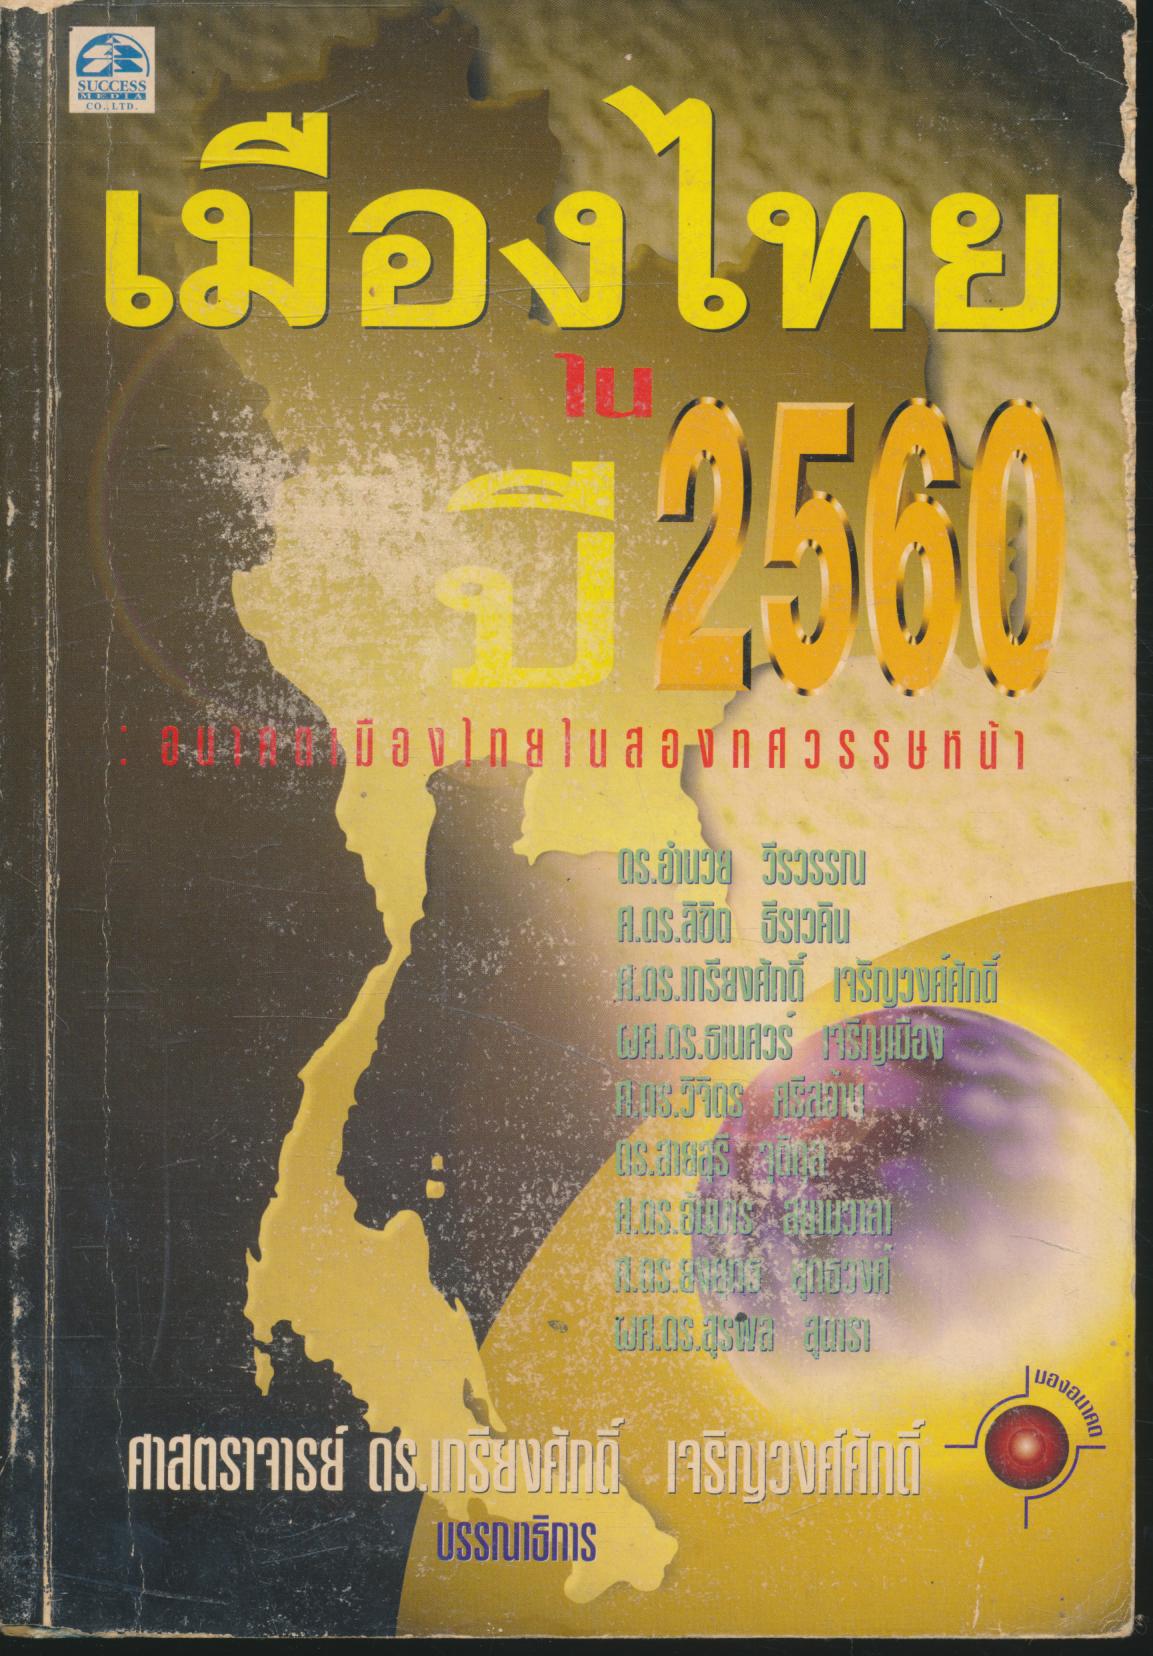 SUCCESS
MEDIA
CO., LTD.
เมืองไทย
ใน
ปี 2560
: อนาคตเมืองไทยในสองทศวรรษหน้า
ดร.อำนวย วีรวรรณ
ศ.ดร.ลิขิต ธีรเวคิน
ศ.ดร.เกรียงศักดิ์ เจริญวงศ์ศักดิ์
ผศ.ดร.ธเนศวร์ เจริญเมือง
ศ.ดร.วิจิตร ศรีสอ้าน
ดร.สายสุรี จุติกุล
ศ.ดร.อัมมาร สยามวาลา
ศ.ดร.ยงยุทธ ยุทธวงศ์
ผศ.ดร.สุรพล สุดารา
มองอนาคต
ศาสตราจารย์ ดร.เกรียงศักดิ์ เจริญวงศ์ศักดิ์
บรรณาธิการ